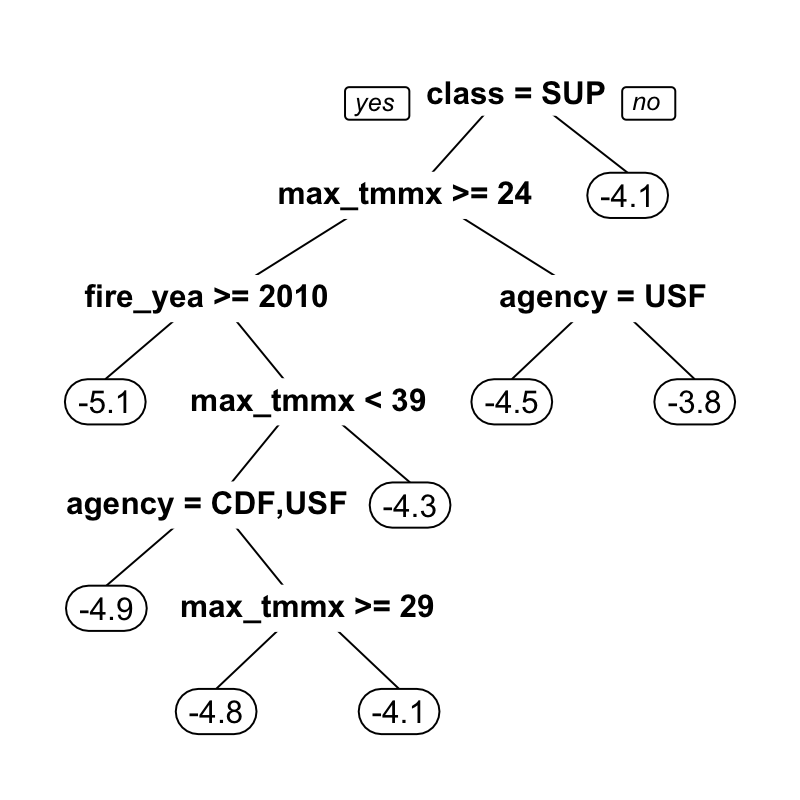 yes class = SUP no
max_tmmx >= 24 -4.1
fire_yea >= 2010 agency = USF
-5.1 max_tmmx < 39 -4.5 -3.8
agency = CDF,USF -4.3
-4.9 max_tmmx >= 29
-4.8 -4.1